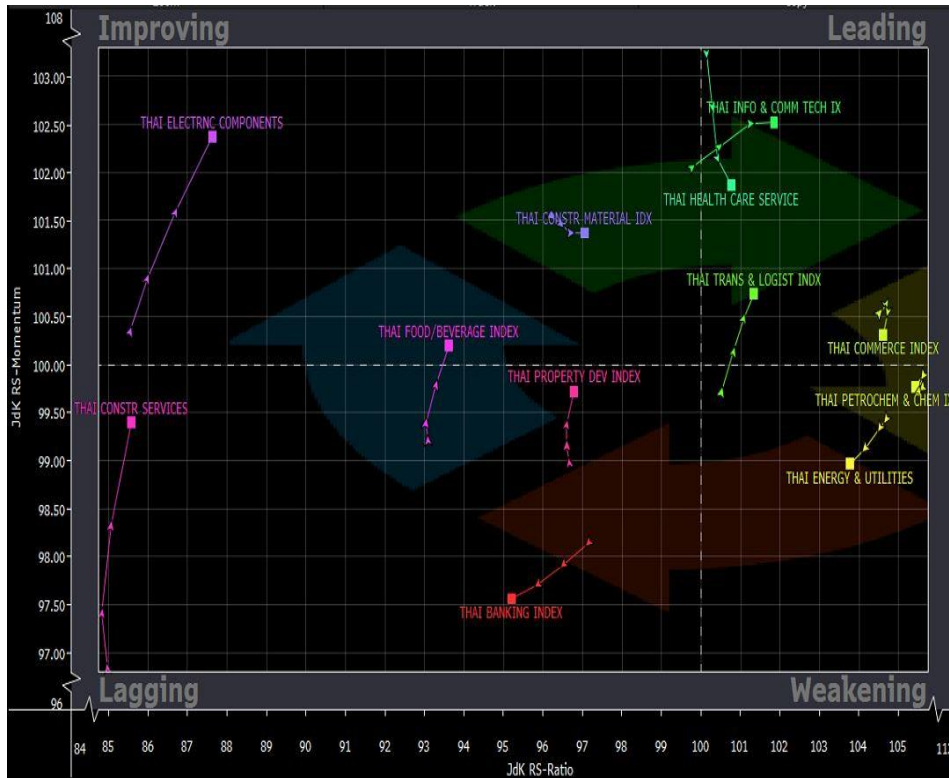 108
Improving
Leading
103.00
THAI INFO & COMM TECH IX
102.50
THAI ELECTRNC COMPONENTS
102.00
THAI HEALTH CARE SERVICE
101.50
THAI CONSTR MATERIAL IDX
101.00
THAI TRANS & LOGIST INDX
100.50
THAI FOOD/BEVERAGE INDEX
THAI COMMERCE INDEX
100.00
THAI PROPERTY DEV INDEX
99.50
THAI CONSTR SERVICES
THAI PETROCHEM & CHEM I
99.00
THAI ENERGY & UTILITIES
98.50
98.00
97.50
THAI BANKING INDEX
97.00
JdK RS-Momentum
96
Lagging
Weakening
84 85 86 87 88 89 90 91 92 93 94 95 96 97 98 99 100 101 102 103 104 105
JdK RS-Ratio